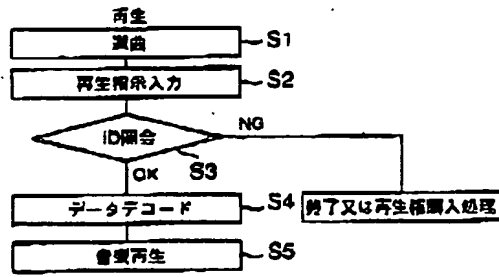 再生
選曲
S1
再生指示入力
S2
ID照会
NG
S3
OK
データデコード
S4
終了又は再生権購入処理
音楽再生
S5